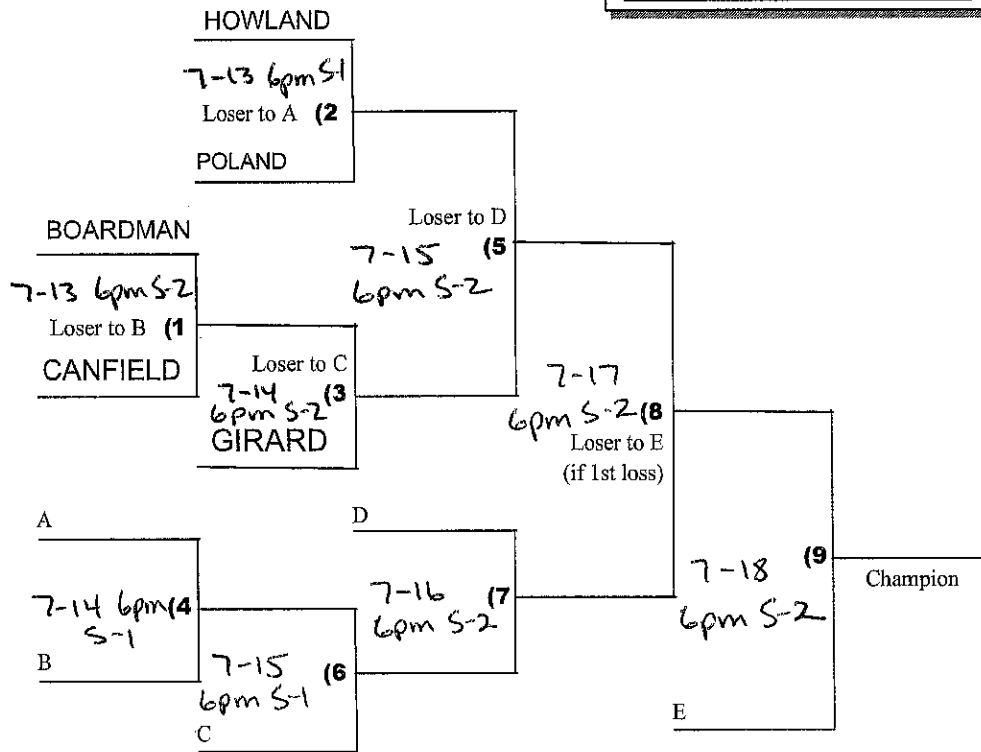 HOWLAND
7-13 6pm S-1
Loser to A (2
POLAND
BOARDMAN
7-13 6pm S-2
Loser to B (1
CANFIELD
Loser to D
(5
7-15
6pm S-2
Loser to C
7-14 (3
6pm S-2
GIRARD
7-17
6pm S-2 (8
Loser to E
(if 1st loss)
A
7-14 6pm (4
S-1
B
D
7-16 (7
6pm S-2
7-15 (6
6pm S-1
C
7-18 (9
6pm S-2
Champion
E